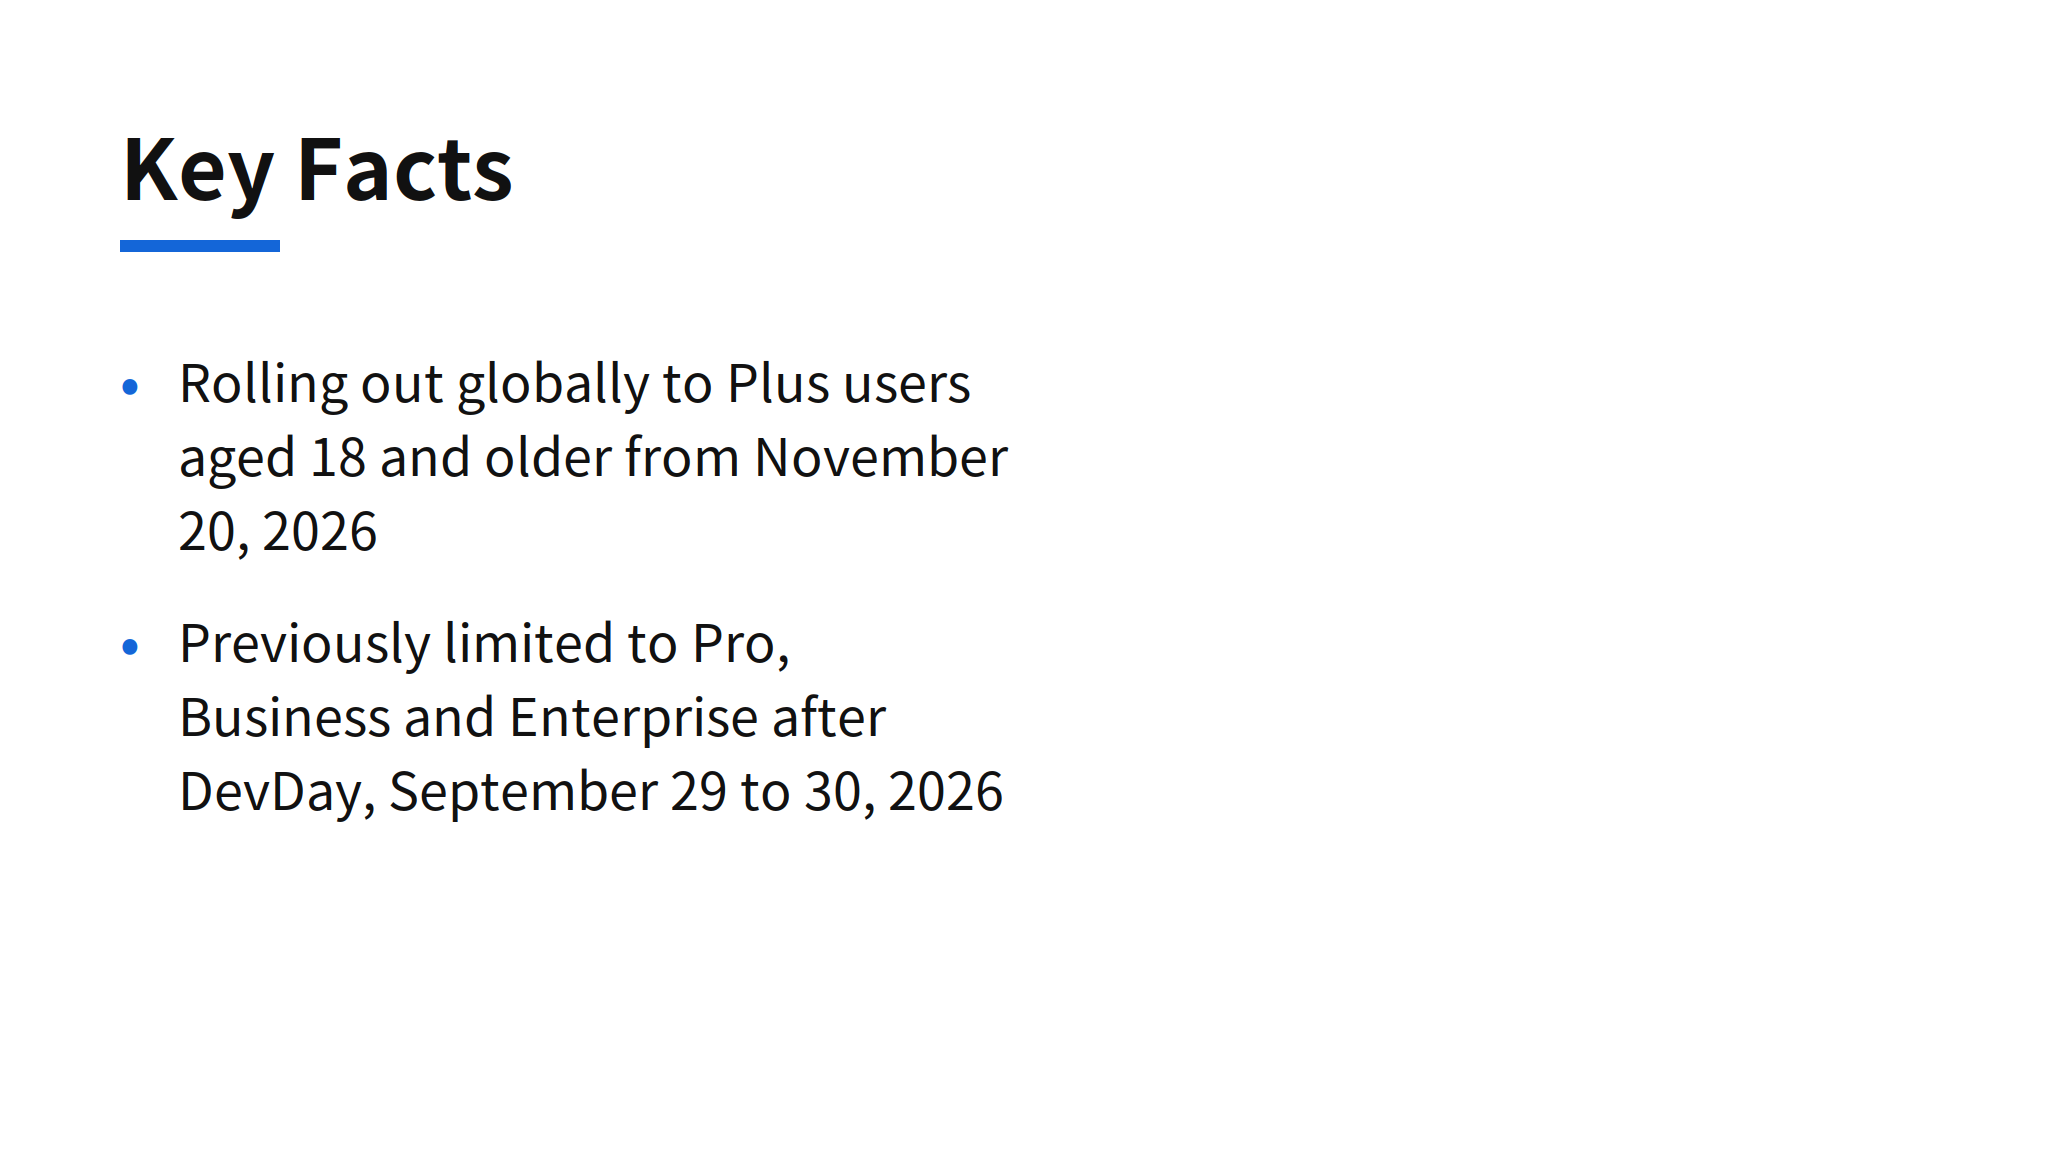 Key Facts
• Rolling out globally to Plus users
aged 18 and older from November
20, 2026
• Previously limited to Pro,
Business and Enterprise after
DevDay, September 29 to 30, 2026